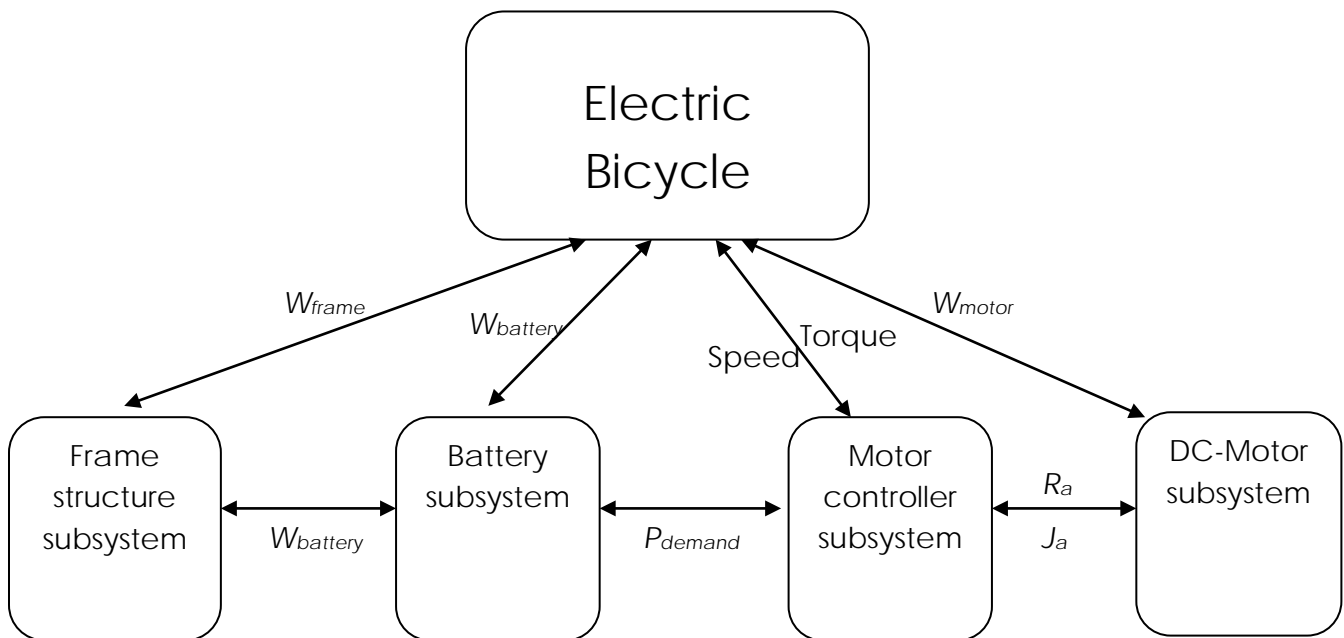 Electric
Bicycle
Wframe
Wbattery
Speed
Torque
Wmotor
Frame
structure
subsystem
Wbattery
Battery
subsystem
Pdemand
Motor
controller
subsystem
Ra
Ja
DC-Motor
subsystem